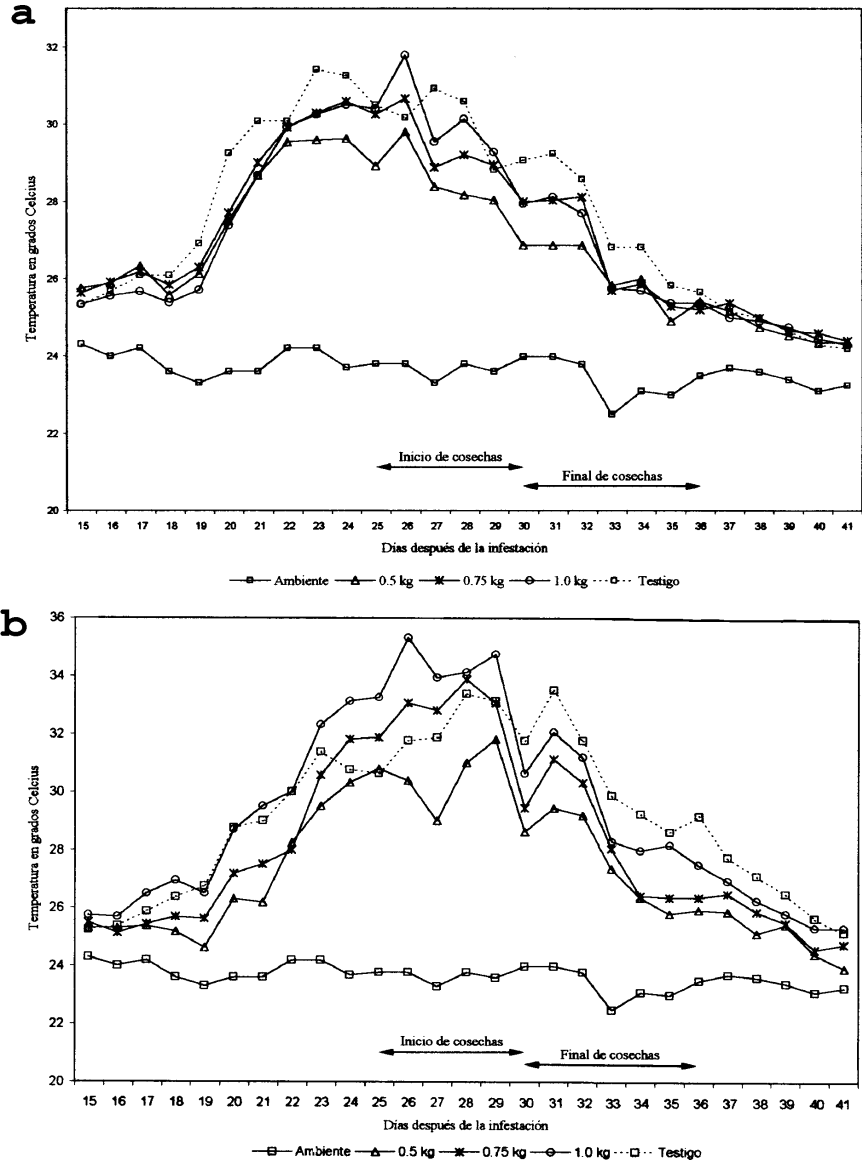 a
Temperatura en grados Celcius
32
30
28
26
24
22
20
Inicio de cosechas
Final de cosechas
15 16 17 18 19 20 21 22 23 24 25 26 27 28 29 30 31 32 33 34 35 36 37 38 39 40 41
Días después de la infestación
Ambiente 0.5 kg 0.75 kg 1.0 kg Testigo
b
Temperatura en grados Celcius
36
34
32
30
28
26
24
22
20
Inicio de cosechas
Final de cosechas
15 16 17 18 19 20 21 22 23 24 25 26 27 28 29 30 31 32 33 34 35 36 37 38 39 40 41
Días después de la infestación
Ambiente 0.5 kg 0.75 kg 1.0 kg Testigo